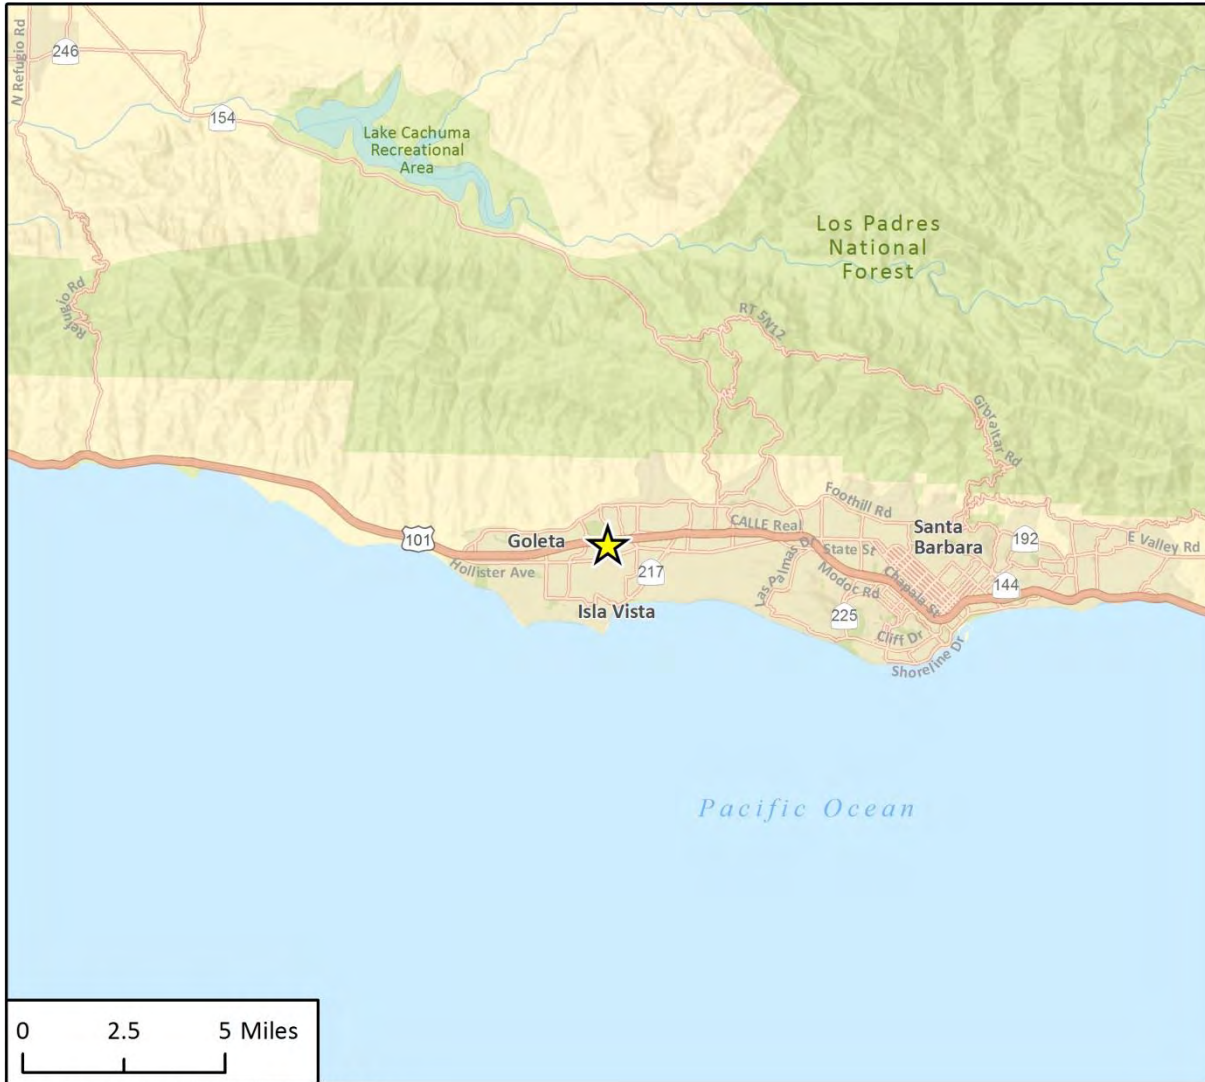 N Refugio Rd
246
154
Lake Cachuma
Recreational
Area
Los Padres
National
Forest
Refugio Rd
RT 5N12
Gibraltar Rd
Foothill Rd
CALLE Real
Santa
Barbara
101
Goleta
State St
192
E Valley Rd
Hollister Ave
217
Las Palmas Dr
Modoc Rd
Chapala St
144
Isla Vista
225
Cliff Dr
Shoreline Dr
Pacific Ocean
0 2.5 5 Miles